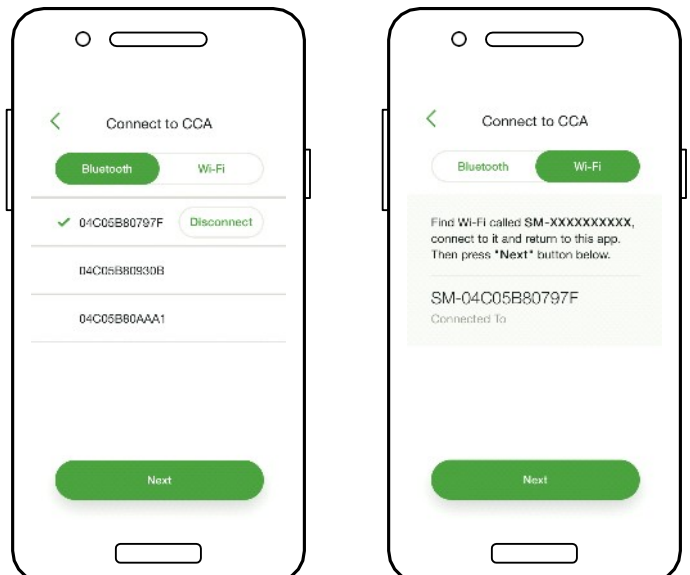 Connect to CCA
Bluetooth Wi-Fi
04C05B80797F Disconnect
04C05B80930B
04C05B80AAA1
Next
Connect to CCA
Bluetooth Wi-Fi
Find Wi-Fi called SM-XXXXXXXXXX,
connect to it and return to this app.
Then press "Next" button below.
SM-04C05B80797F
Connected To
Next